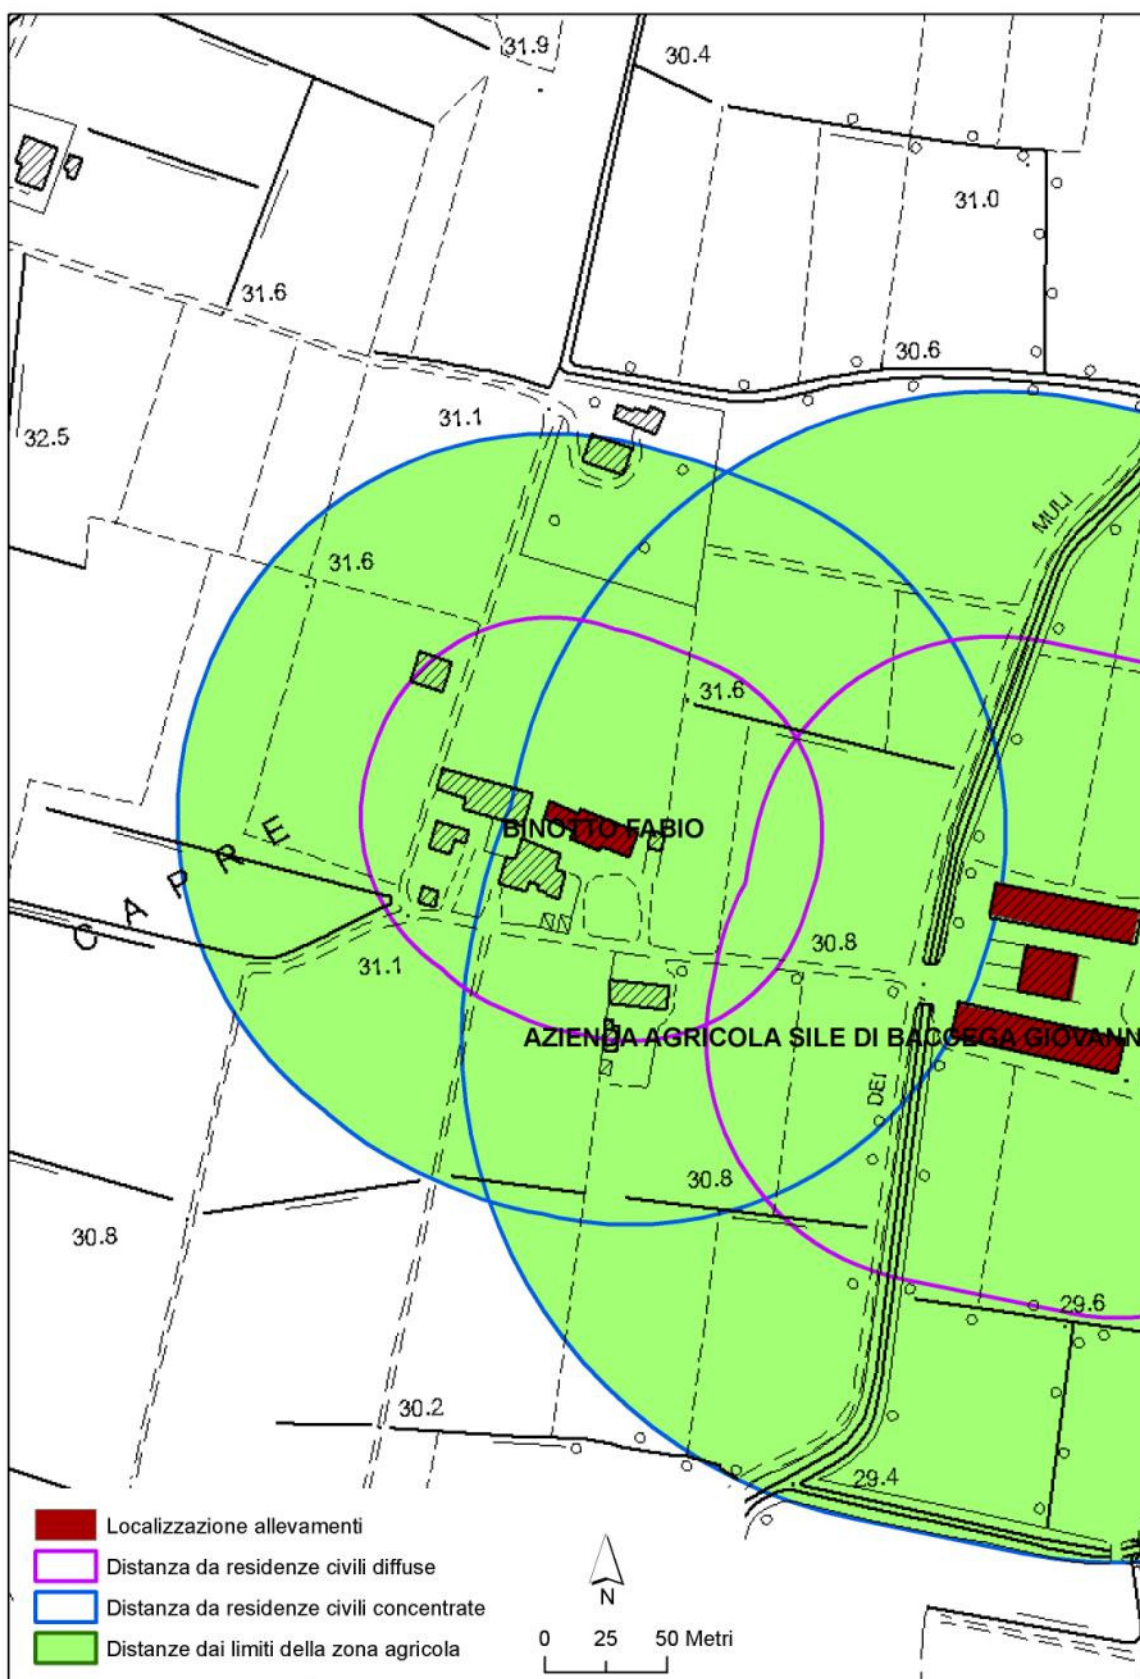 31.9
30.4
31.0
31.6
30.6
31.1
32.5
MULI
31.6
31.6
CAPRE
BINOTTO FABIO
30.8
31.1
AZIENDA AGRICOLA SILE DI BACCEGA GIOVANN
DEI
30.8
30.8
29.6
30.2
29.4
Localizzazione allevamenti
Distanza da residenze civili diffuse
Distanza da residenze civili concentrate
Distanze dai limiti della zona agricola
N
0 25 50 Metri